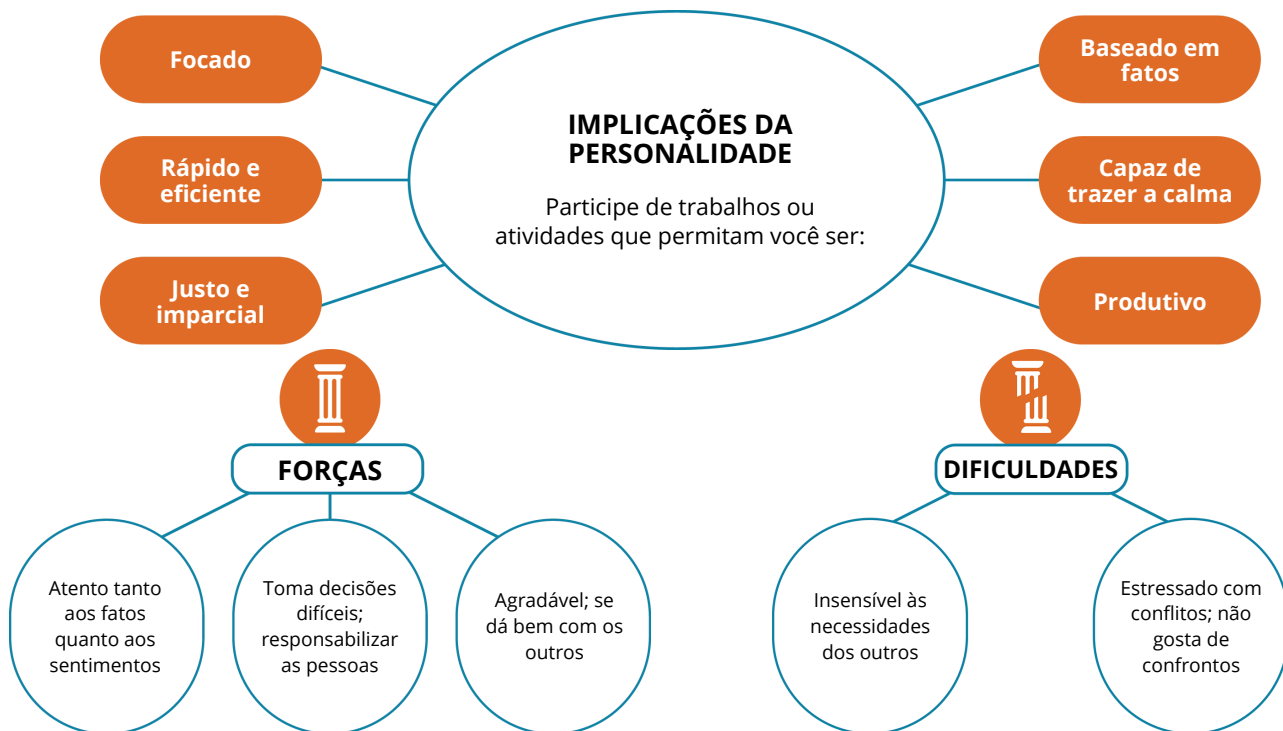 Focado
Rápido e
eficiente
Justo e
imparcial
IMPLICAÇÕES DA
PERSONALIDADE
Participe de trabalhos ou
atividades que permitam você ser:
Baseado em
fatos
Capaz de
trazer a calma
Produtivo
FORÇAS
Atento tanto
aos fatos
quanto aos
sentimentos
Toma decisões
difíceis;
responsabilizar
as pessoas
Agradável; se
dá bem com os
outros
DIFICULDADES
Insensível às
necessidades
dos outros
Estressado com
conflitos; não
gosta de
confrontos